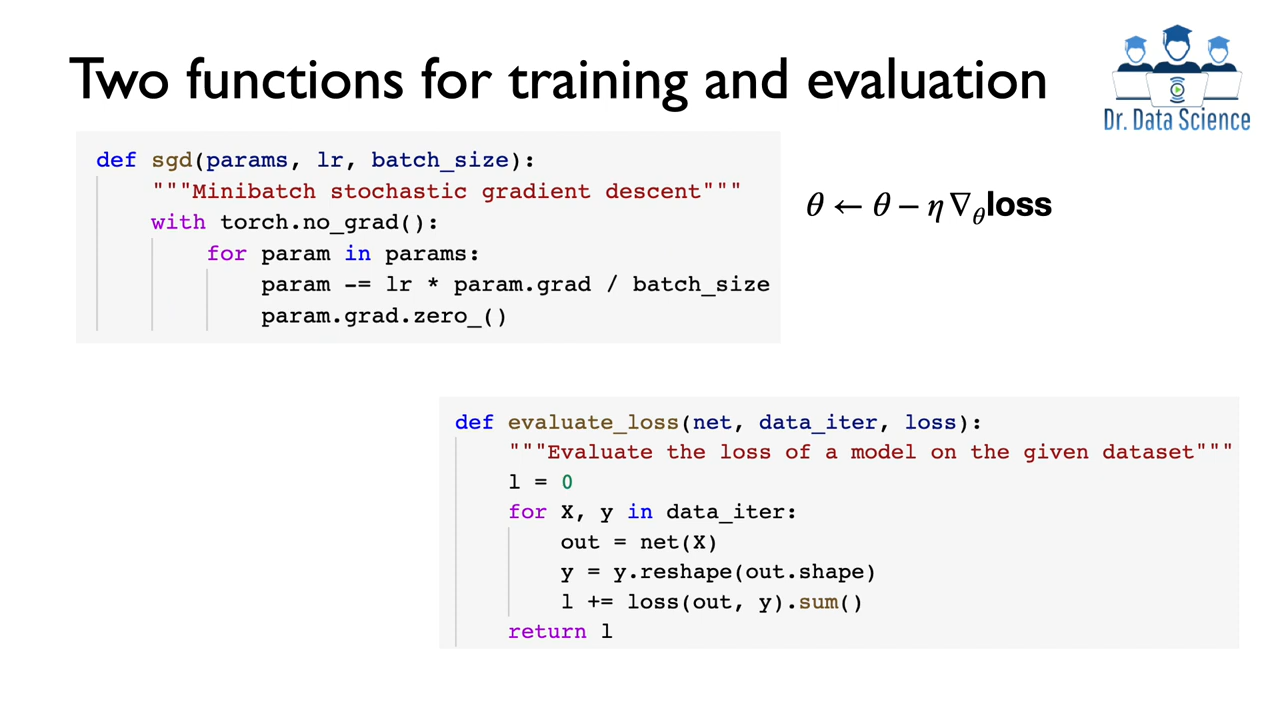 Two functions for training and evaluation
Dr. Data Science
def sgd(params, lr, batch_size):
    """Minibatch stochastic gradient descent"""
    with torch.no_grad():
        for param in params:
            param -= lr * param.grad / batch_size
            param.grad.zero_()
θ ← θ − η ∇θloss
def evaluate_loss(net, data_iter, loss):
    """Evaluate the loss of a model on the given dataset"""
    l = 0
    for X, y in data_iter:
        out = net(X)
        y = y.reshape(out.shape)
        l += loss(out, y).sum()
    return l